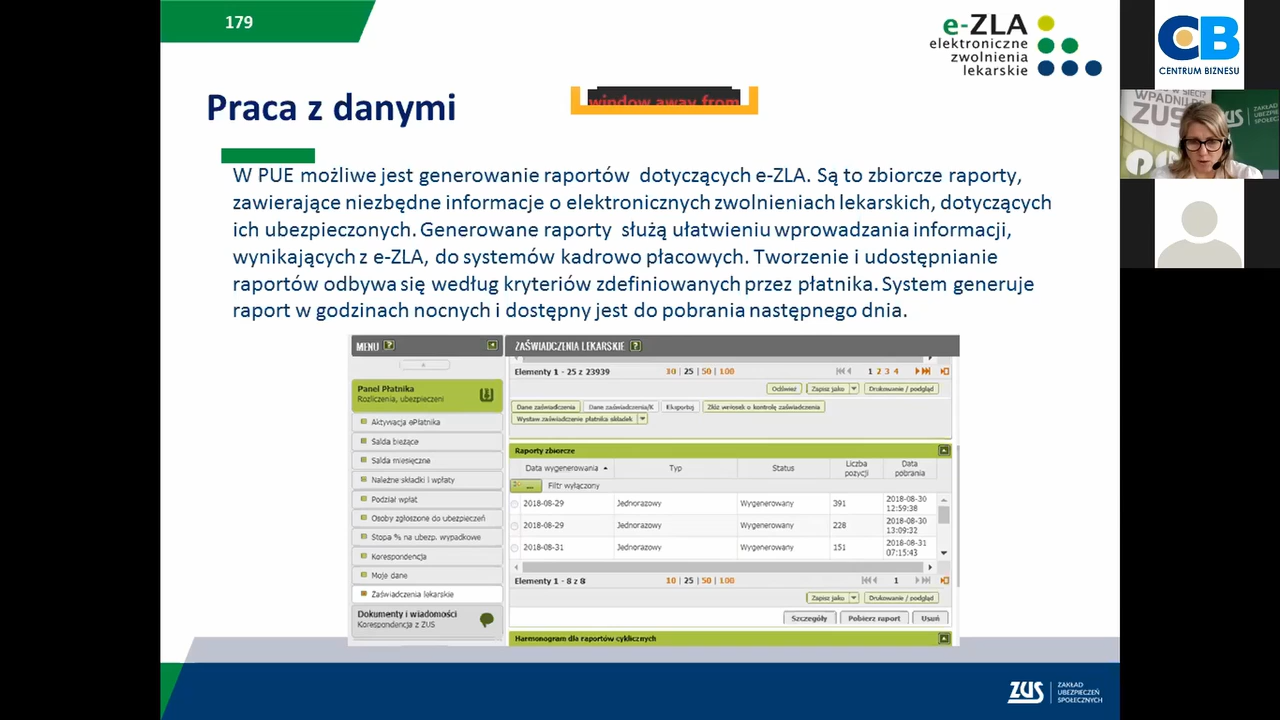 179
e-ZLA
elektroniczne
zwolnienia
lekarskie
CENTRUM BIZNESU
Praca z danymi
window away from
WPADNIJ DO
ZUS
ZAKŁAD
UBEZPIECZEŃ
SPOŁECZNYCH
W PUE możliwe jest generowanie raportów dotyczących e-ZLA. Są to zbiorcze raporty,
zawierające niezbędne informacje o elektronicznych zwolnieniach lekarskich, dotyczących
ich ubezpieczonych. Generowane raporty służą ułatwieniu wprowadzania informacji,
wynikających z e-ZLA, do systemów kadrowo płacowych. Tworzenie i udostępnianie
raportów odbywa się według kryteriów zdefiniowanych przez płatnika. System generuje
raport w godzinach nocnych i dostępny jest do pobrania następnego dnia.
MENU ?
Panel Płatnika
Rozliczenia, ubezpieczeni
Aktywacja ePłatnika
Salda bieżące
Salda miesięczne
Należne składki i wpłaty
Podział wpłat
Osoby zgłoszone do ubezpieczeń
Stopa % na ubezp. wypadkowe
Korespondencja
Moje dane
Zaświadczenia lekarskie
Dokumenty i wiadomości
Korespondencja z ZUS
ZAŚWIADCZENIA LEKARSKIE ?
Elementy 1 - 25 z 23939 10 | 25 | 50 | 100 1 2 3 4
Odśwież Zapisz jako Drukowanie / podgląd
Dane zaświadczenia Dane zaświadczenia/K Eksportuj Złóż wniosek o kontrolę zaświadczenia
Wystaw zaświadczenie płatnika składek
Raporty zbiorcze
Data wygenerowania Typ Status Liczba pozycji Data pobrania
Filtr wyłączony
2018-08-29 Jednorazowy Wygenerowany 391 2018-08-30 12:59:38
2018-08-29 Jednorazowy Wygenerowany 228 2018-08-30 13:09:32
2018-08-31 Jednorazowy Wygenerowany 151 2018-08-31 07:15:43
Elementy 1 - 8 z 8 10 | 25 | 50 | 100 1
Zapisz jako Drukowanie / podgląd
Szczegóły Pobierz raport Usuń
Harmonogram dla raportów cyklicznych
ZUS
ZAKŁAD
UBEZPIECZEŃ
SPOŁECZNYCH